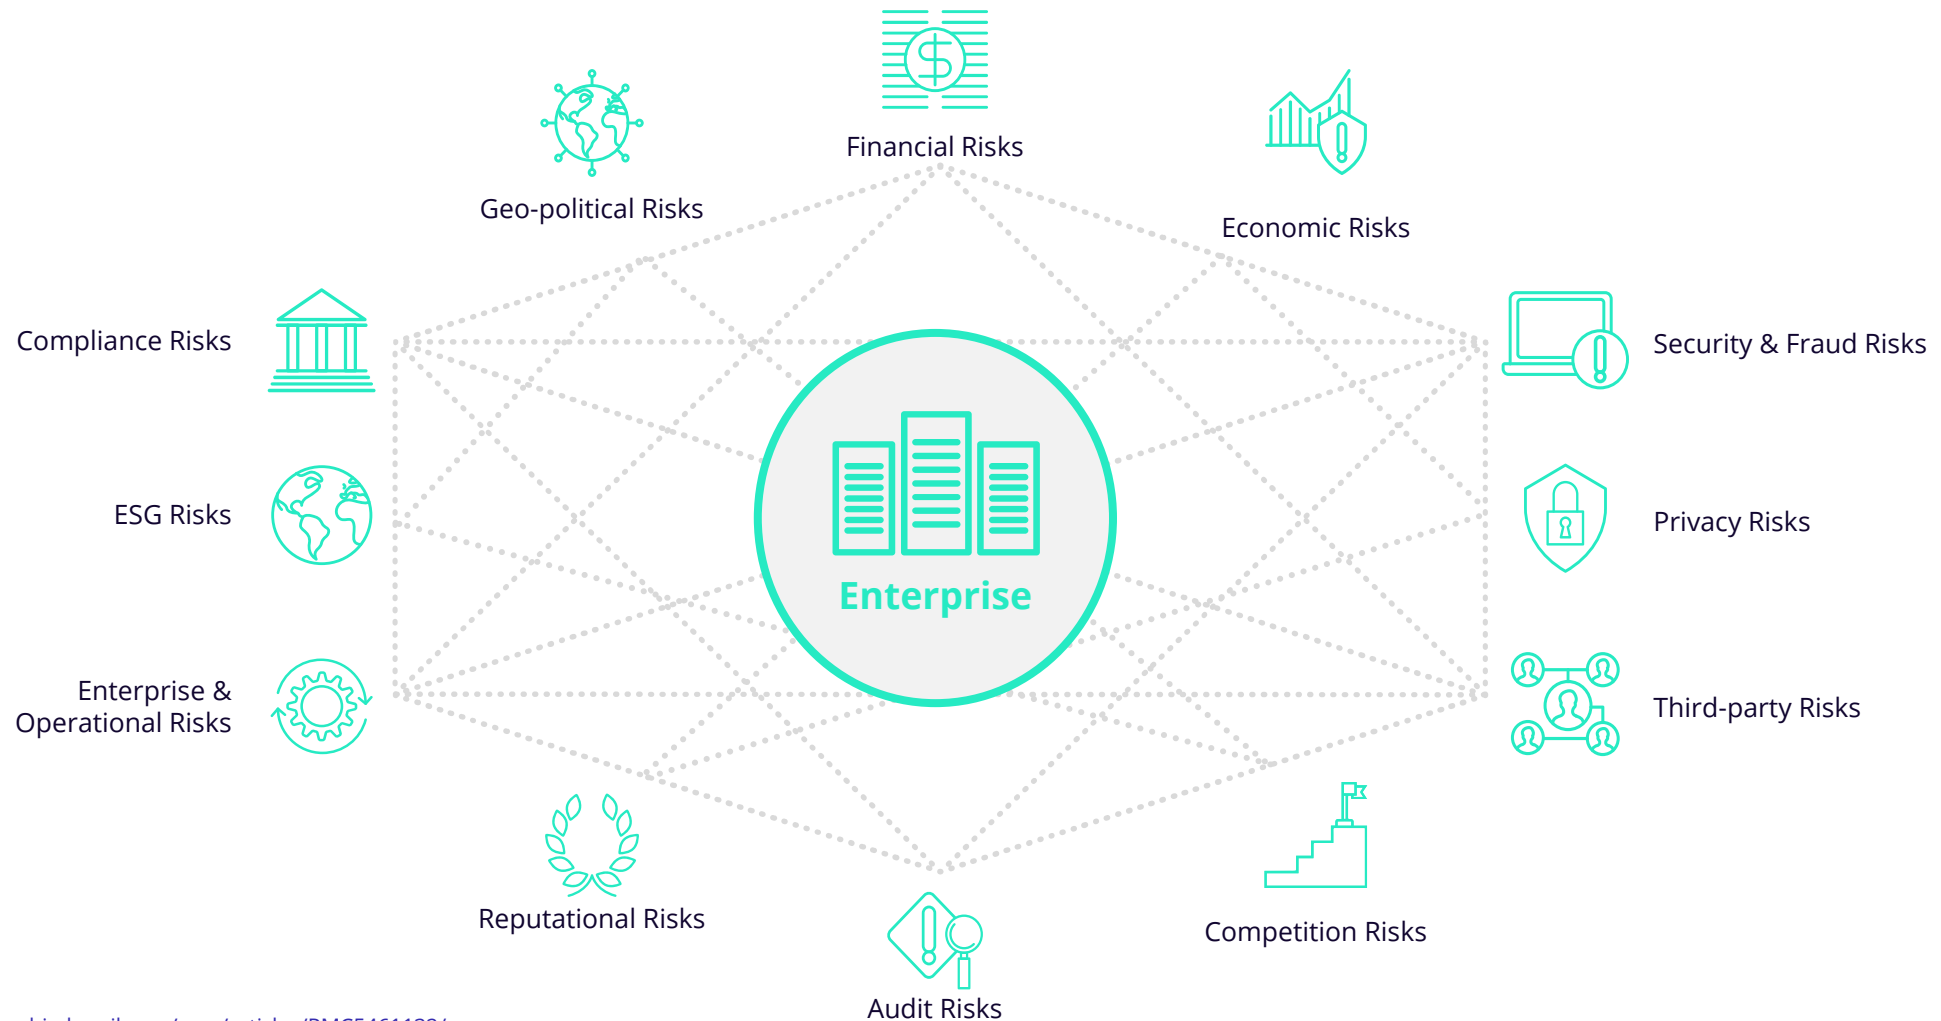 Financial Risks
Geo-political Risks
Economic Risks
Compliance Risks
Security & Fraud Risks
ESG Risks
Privacy Risks
Enterprise
Enterprise &
Operational Risks
Third-party Risks
Reputational Risks
Competition Risks
Audit Risks